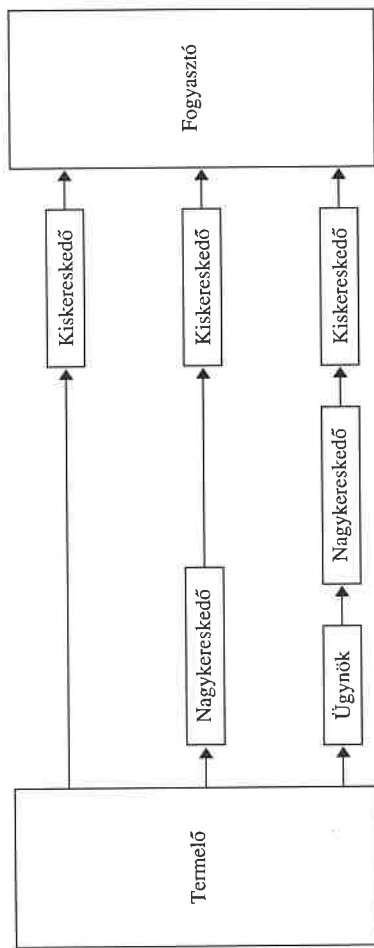 Termelő
Kiskereskedő
Nagykereskedő
Kiskereskedő
Ügynök
Nagykereskedő
Kiskereskedő
Fogyasztó